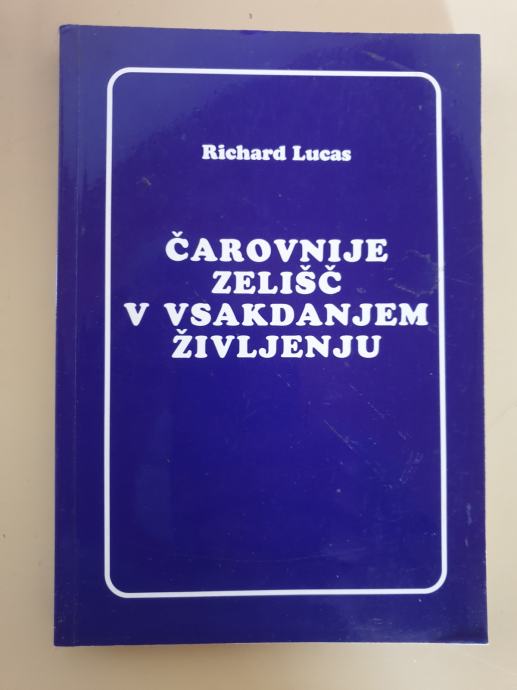 Richard Lucas
ČAROVNIJE
ZELIŠČ
V VSAKDANJEM
ŽIVLJENJU